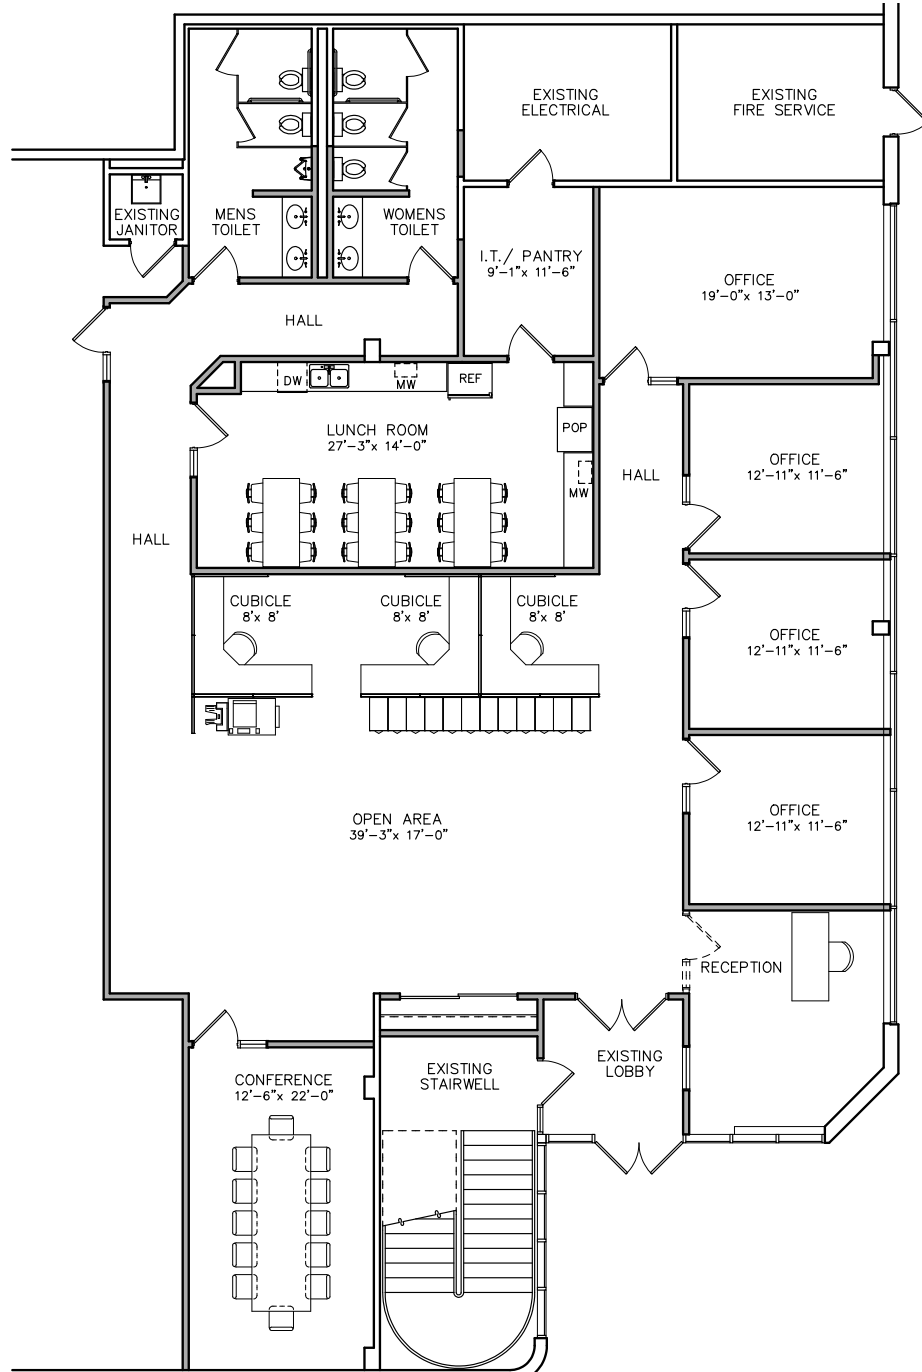 EXISTING
ELECTRICAL
EXISTING
FIRE SERVICE
EXISTING
JANITOR
MENS
TOILET
WOMENS
TOILET
I.T./ PANTRY
9'-1"x 11'-6"
OFFICE
19'-0"x 13'-0"
HALL
DW
MW
REF
LUNCH ROOM
27'-3"x 14'-0"
POP
MW
HALL
OFFICE
12'-11"x 11'-6"
HALL
CUBICLE
8'x 8'
CUBICLE
8'x 8'
CUBICLE
8'x 8'
OFFICE
12'-11"x 11'-6"
OPEN AREA
39'-3"x 17'-0"
OFFICE
12'-11"x 11'-6"
RECEPTION
CONFERENCE
12'-6"x 22'-0"
EXISTING
STAIRWELL
EXISTING
LOBBY